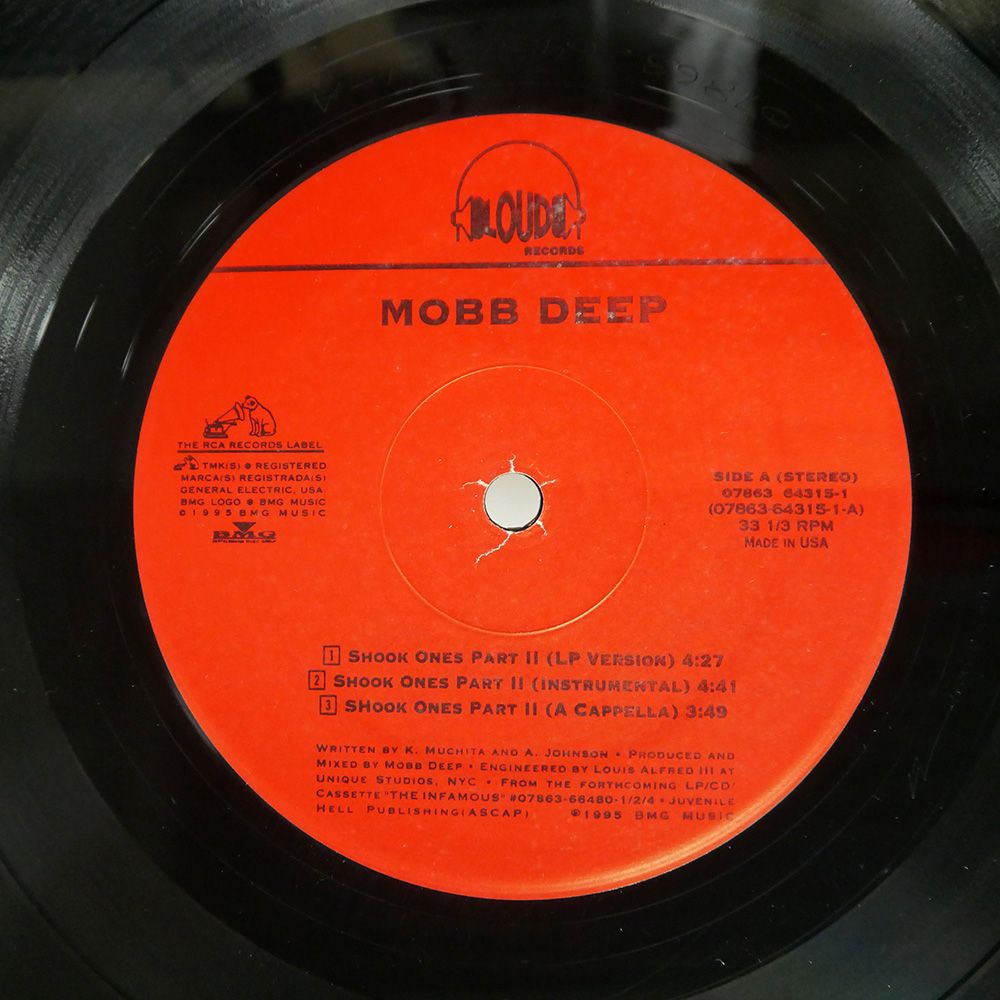 LOUD
RECORDS
MOBB DEEP
THE RCA RECORDS LABEL
TMK(S) ® REGISTERED
MARCA(S) REGISTRADA(S)
GENERAL ELECTRIC, USA
BMG LOGO ® BMG MUSIC
©1995 BMG MUSIC
BMG
SIDE A (STEREO)
07863 64315-1
(07863-64315-1-A)
33 1/3 RPM
MADE IN USA
1 SHOOK ONES PART II (LP VERSION) 4:27
2 SHOOK ONES PART II (INSTRUMENTAL) 4:41
3 SHOOK ONES PART II (A CAPPELLA) 3:49
WRITTEN BY K. MUCHITA AND A. JOHNSON • PRODUCED AND
MIXED BY MOBB DEEP • ENGINEERED BY LOUIS ALFRED III AT
UNIQUE STUDIOS, NYC • FROM THE FORTHCOMING LP/CD/
CASSETTE "THE INFAMOUS" #07863-66480-1/2/4 • JUVENILE
HELL PUBLISHING(ASCAP) ℗1995 BMG MUSIC